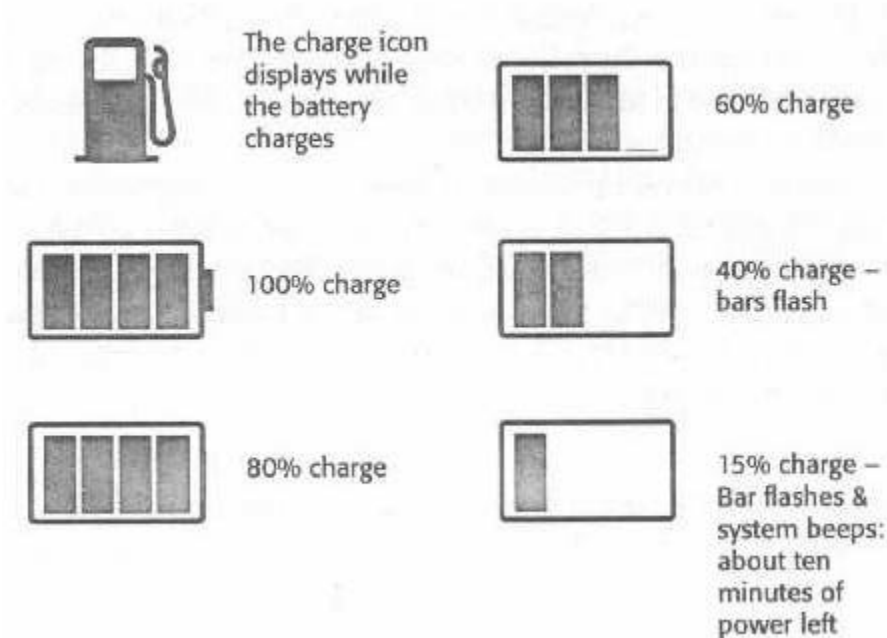 The charge icon
displays while
the battery
charges
60% charge
100% charge
40% charge –
bars flash
80% charge
15% charge –
Bar flashes &
system beeps:
about ten
minutes of
power left